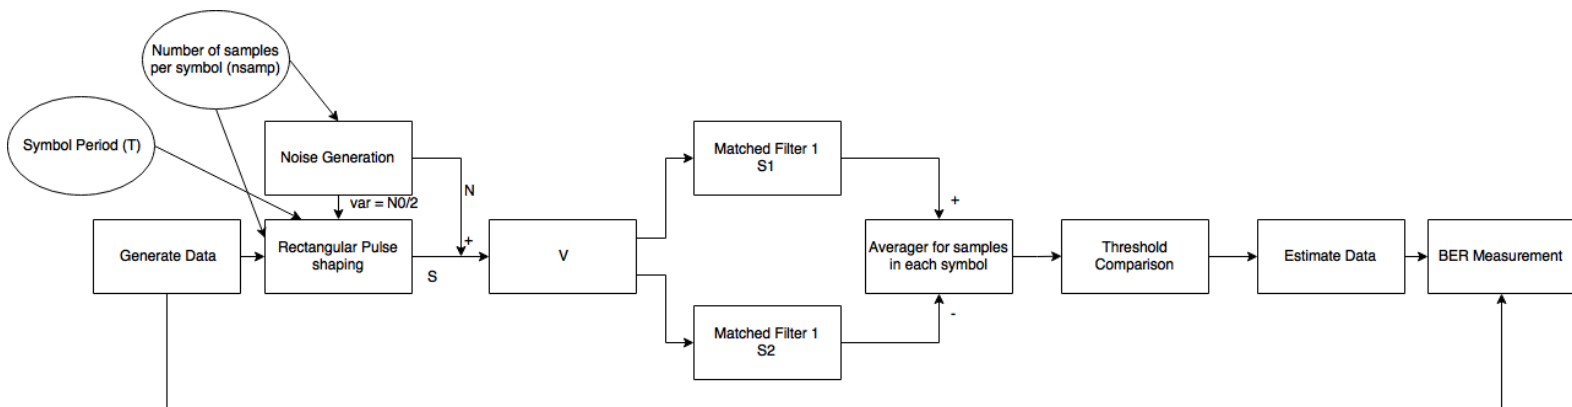 Number of samples
per symbol (nsamp)
Symbol Period (T)
Noise Generation
N
var = N0/2
Generate Data
Rectangular Pulse
shaping
+
S
V
Matched Filter 1
S1
Matched Filter 1
S2
+
Averager for samples
in each symbol
-
Threshold
Comparison
Estimate Data
BER Measurement